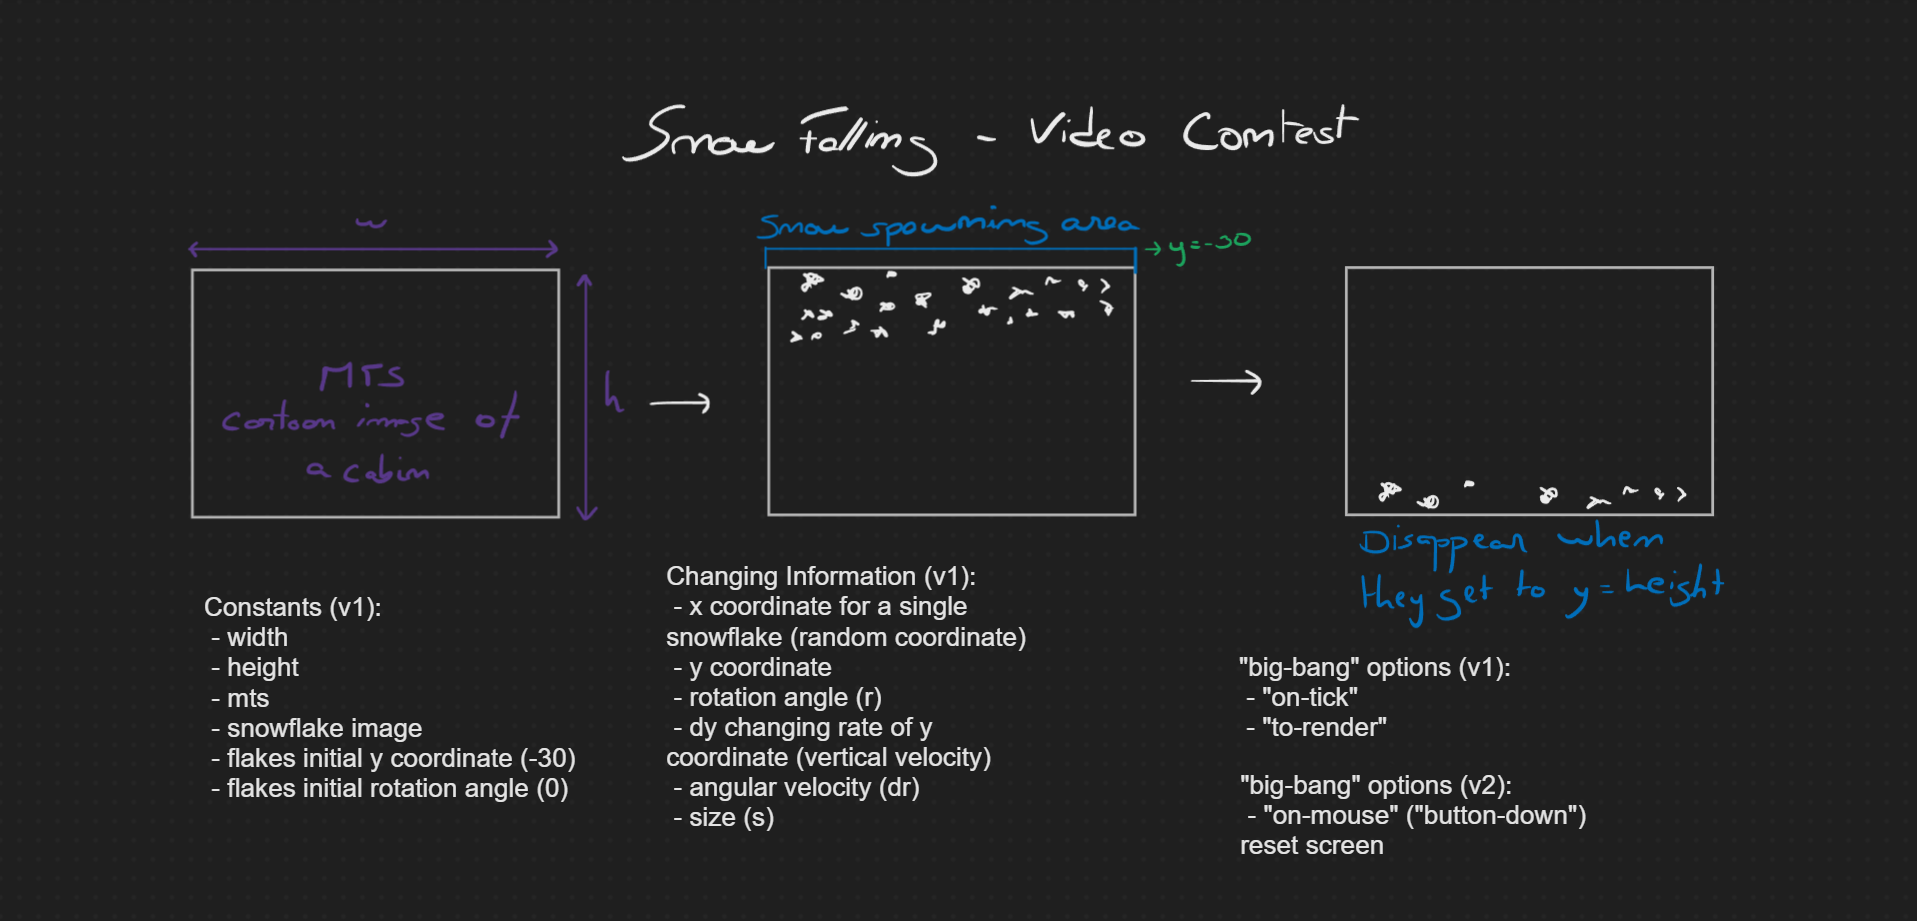 Snow Falling - Video Contest
w
MTS
cartoon image of
a cabin
h
Snow spawning area
y=-30
Disappear when
they get to y=height
Constants (v1):
- width
- height
- mts
- snowflake image
- flakes initial y coordinate (-30)
- flakes initial rotation angle (0)
Changing Information (v1):
- x coordinate for a single
snowflake (random coordinate)
- y coordinate
- rotation angle (r)
- dy changing rate of y
coordinate (vertical velocity)
- angular velocity (dr)
- size (s)
"big-bang" options (v1):
- "on-tick"
- "to-render"
"big-bang" options (v2):
- "on-mouse" ("button-down")
reset screen